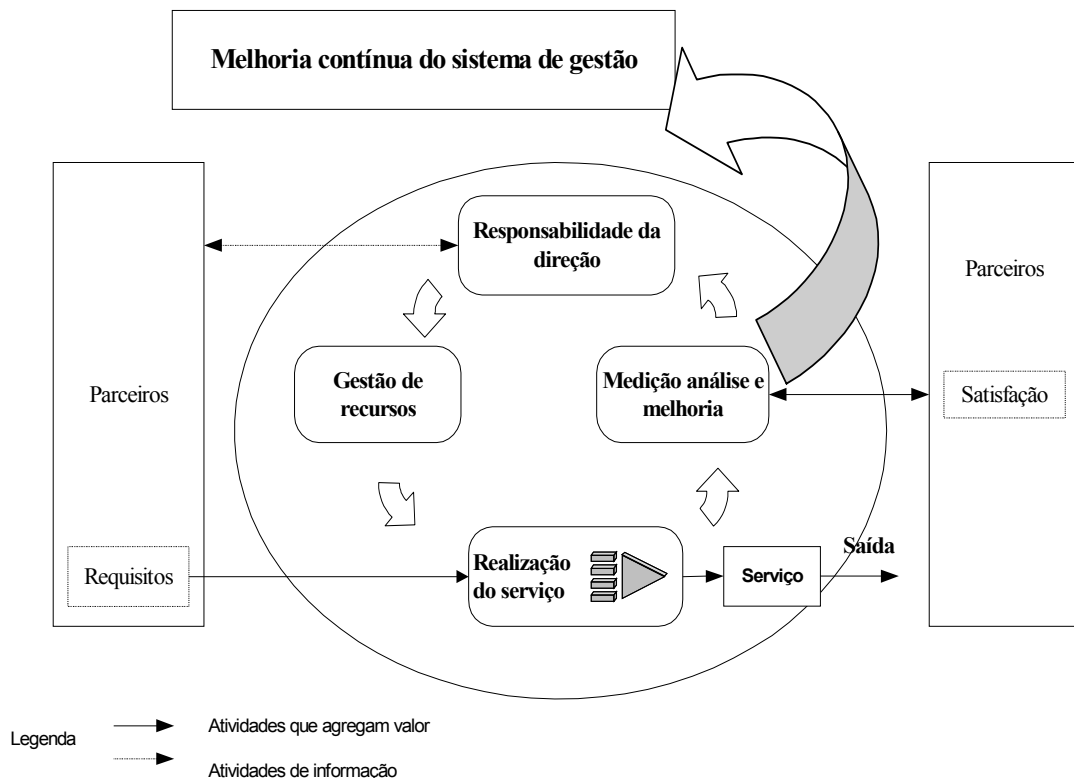 Melhoria contínua do sistema de gestão
Responsabilidade da
direção
Parceiros
Gestão de
recursos
Medição análise e
melhoria
Parceiros
Satisfação
Requisitos
Realização
do serviço
Serviço
Saída
Legenda
Atividades que agregam valor
Atividades de informação